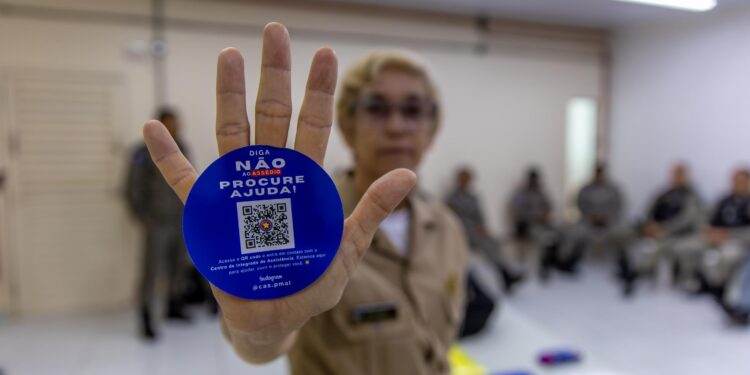 DIGA
NÃO
AO ASSÉDIO
PROCURE
AJUDA!
Acesse o QR code e entre em contato com o
Centro de Integrado de Assistência. Estamos aqui
para ajudar, ouvir e proteger você.
Instagram
@cas.pmal